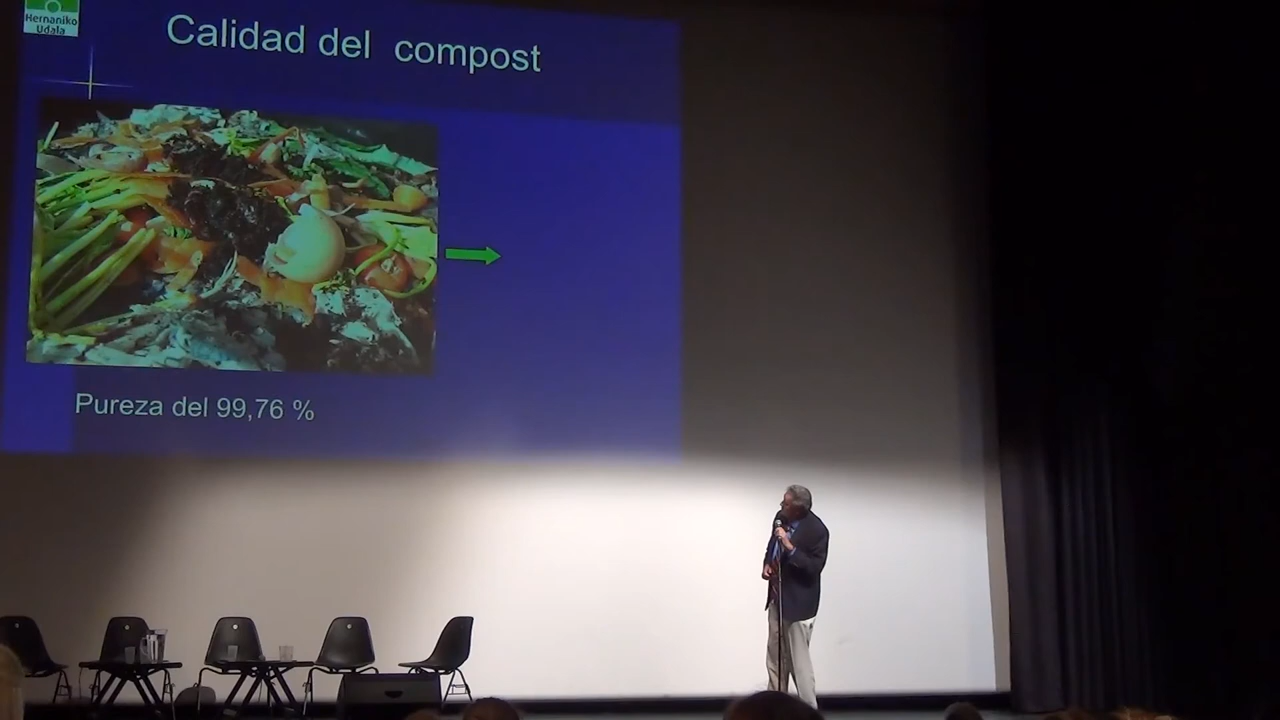 Hernaniko
Udala
Calidad del compost
Pureza del 99,76 %